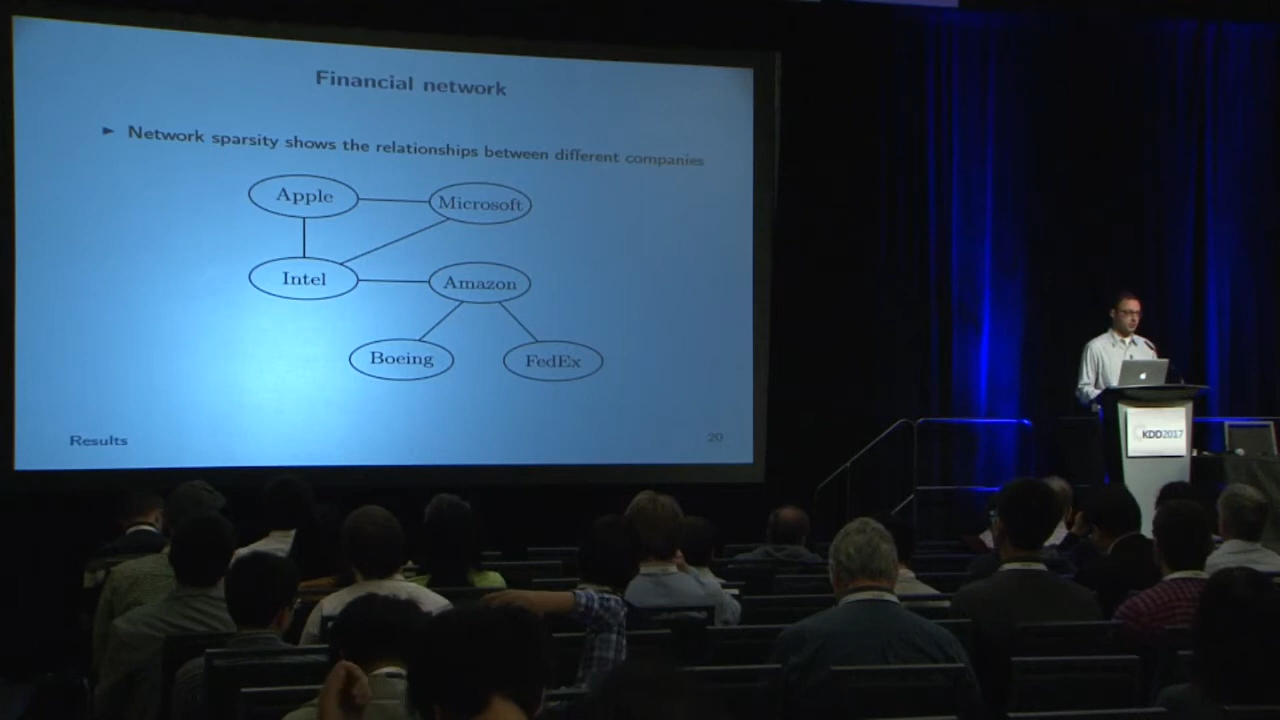 Financial network
► Network sparsity shows the relationships between different companies
Apple
Microsoft
Intel
Amazon
Boeing
FedEx
Results
20
KDD2017